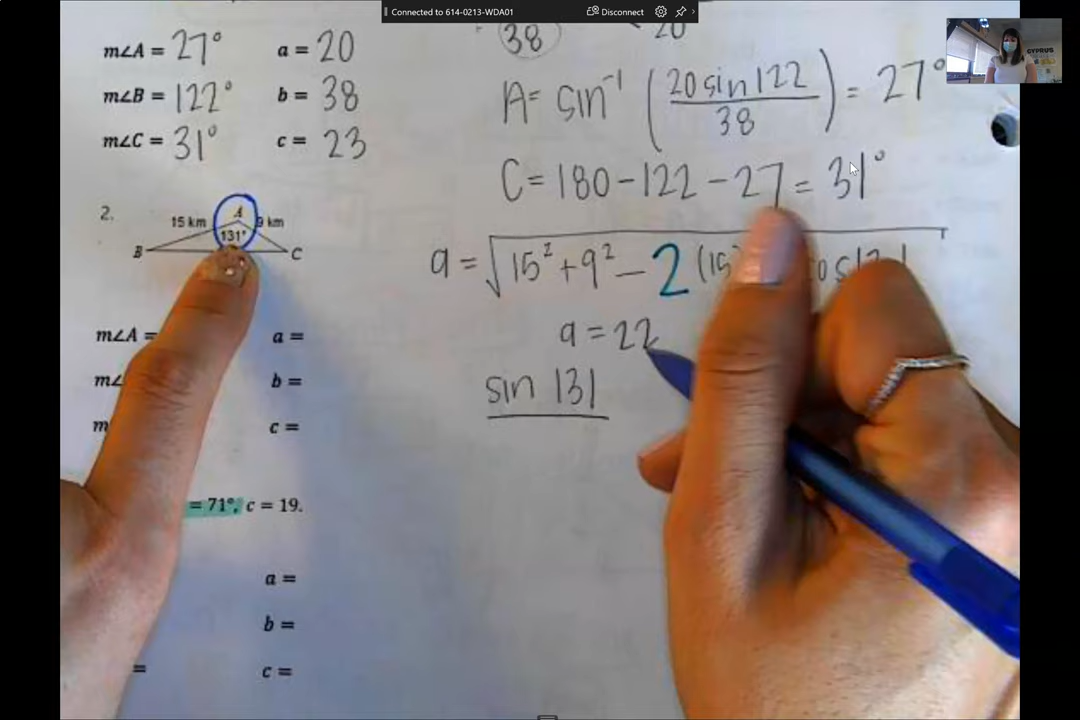 Connected to 614-0213-WDA01 Disconnect
CYPRUS
m∠A = 27° a = 20
m∠B = 122° b = 38
m∠C = 31° c = 23
38 20
A = sin⁻¹ (20 sin 122 / 38) = 27°
C = 180 - 122 - 27 = 31°
2.
15 km A 9 km
131°
B C
a = √15² + 9² - 2 (15
a = 22
sin 131
m∠A = a =
b =
c =
= 71°, c = 19.
a =
b =
= c =